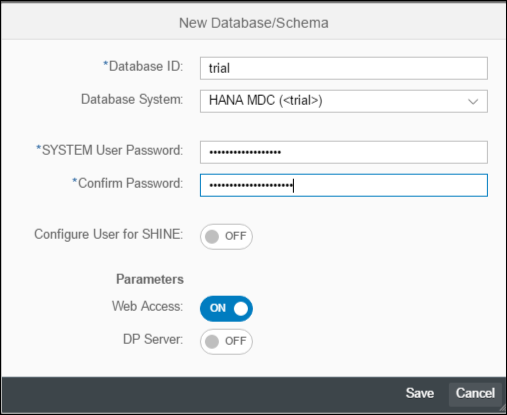 New Database/Schema
*Database ID: trial
Database System: HANA MDC (<trial>)
*SYSTEM User Password: ••••••••••••••••••
*Confirm Password: •••••••••••••••••••••
Configure User for SHINE: OFF
Parameters
Web Access: ON
DP Server: OFF
Save Cancel